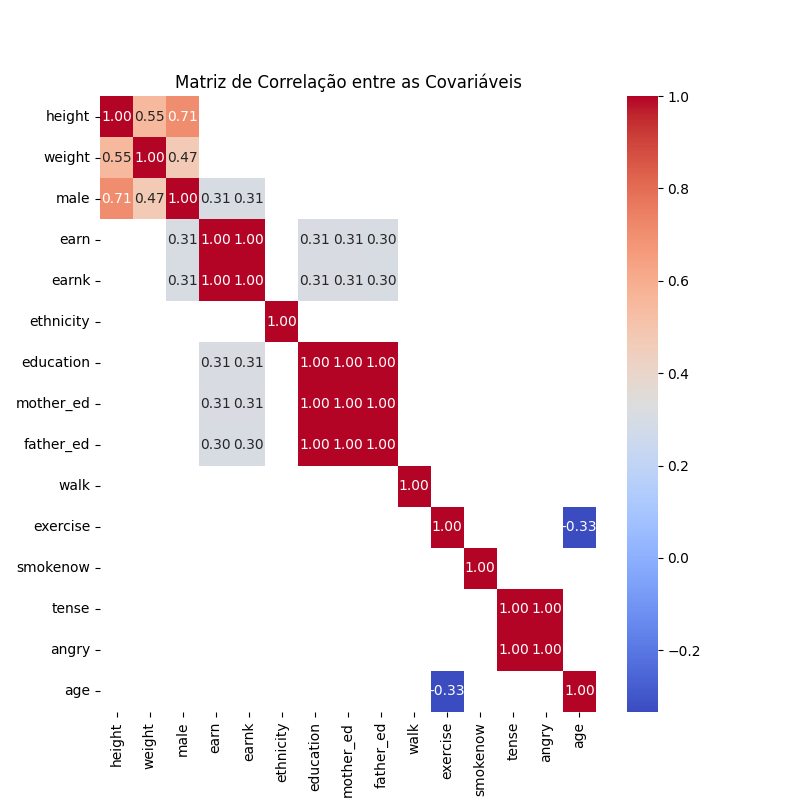 Matriz de Correlação entre as Covariáveis
height 1.00 0.55 0.71
weight 0.55 1.00 0.47
male 0.71 0.47 1.00 0.31 0.31
earn 0.31 1.00 1.00 0.31 0.31 0.30
earnk 0.31 1.00 1.00 0.31 0.31 0.30
ethnicity 1.00
education 0.31 0.31 1.00 1.00 1.00
mother_ed 0.31 0.31 1.00 1.00 1.00
father_ed 0.30 0.30 1.00 1.00 1.00
walk 1.00
exercise 1.00 -0.33
smokenow 1.00
tense 1.00 1.00
angry 1.00 1.00
age -0.33 1.00
height weight male earn earnk ethnicity education mother_ed father_ed walk exercise smokenow tense angry age
1.0
0.8
0.6
0.4
0.2
0.0
−0.2